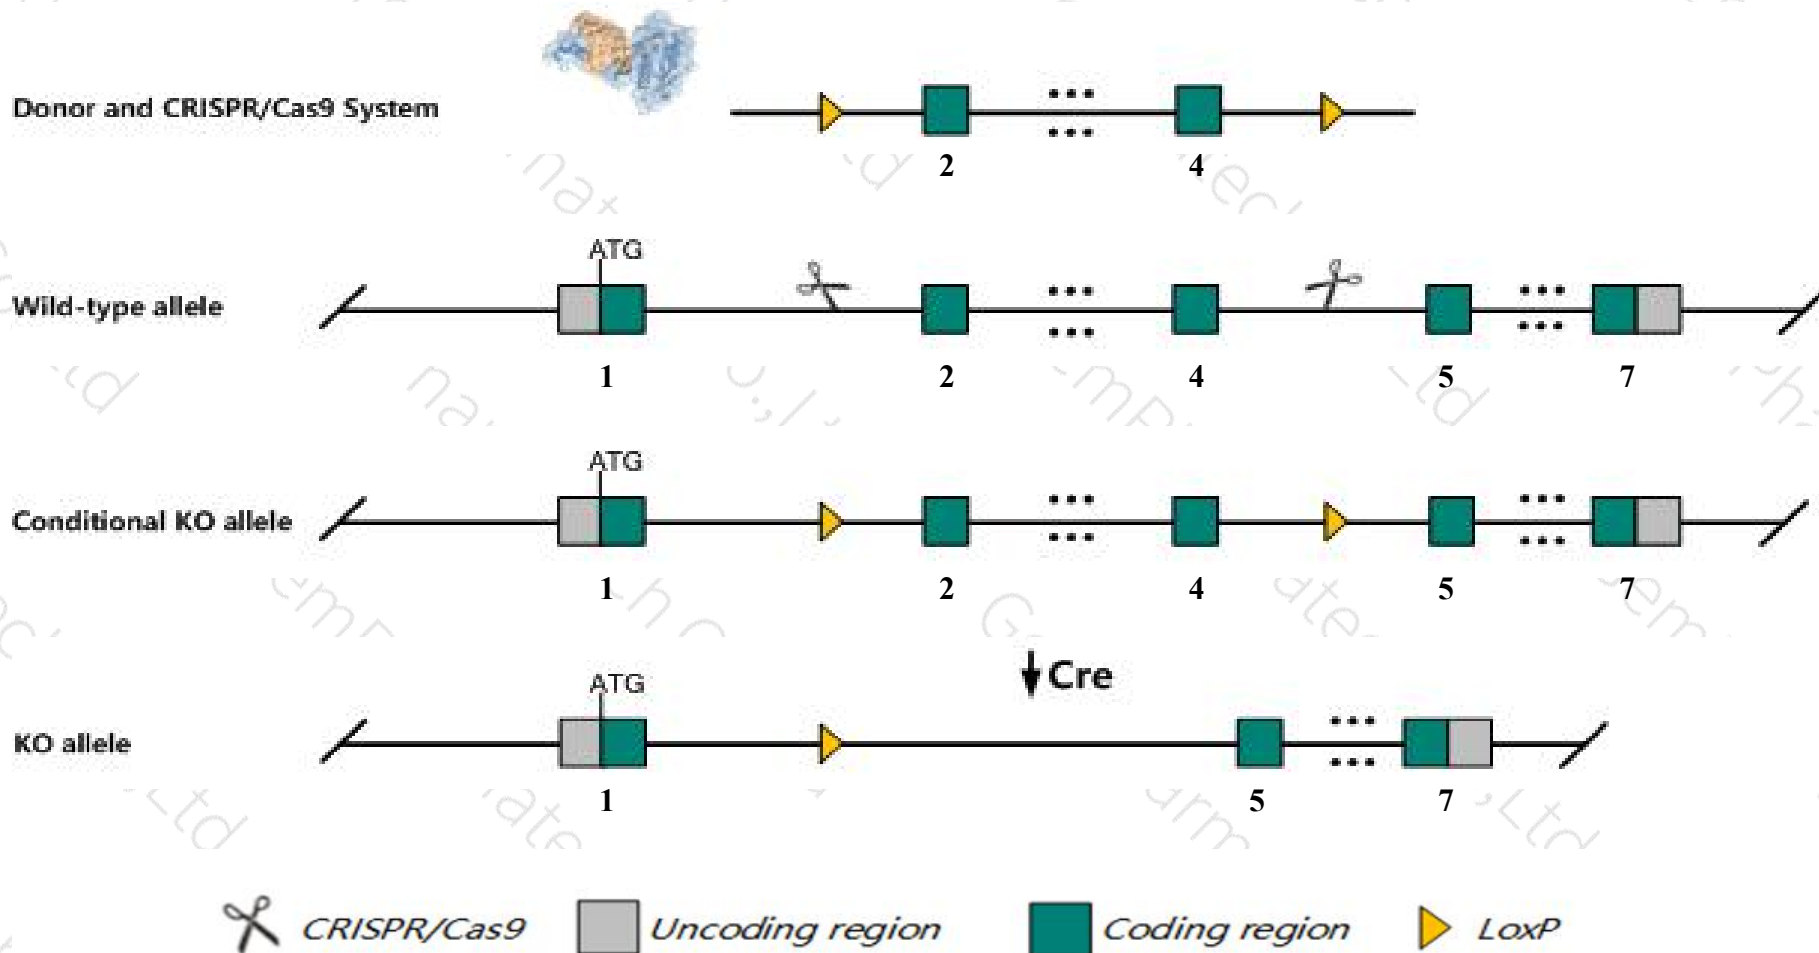 Donor and CRISPR/Cas9 System
2 4
ATG
Wild-type allele
1 2 4 5 7
ATG
Conditional KO allele
1 2 4 5 7
Cre
ATG
KO allele
1 5 7
CRISPR/Cas9 Uncoding region Coding region LoxP